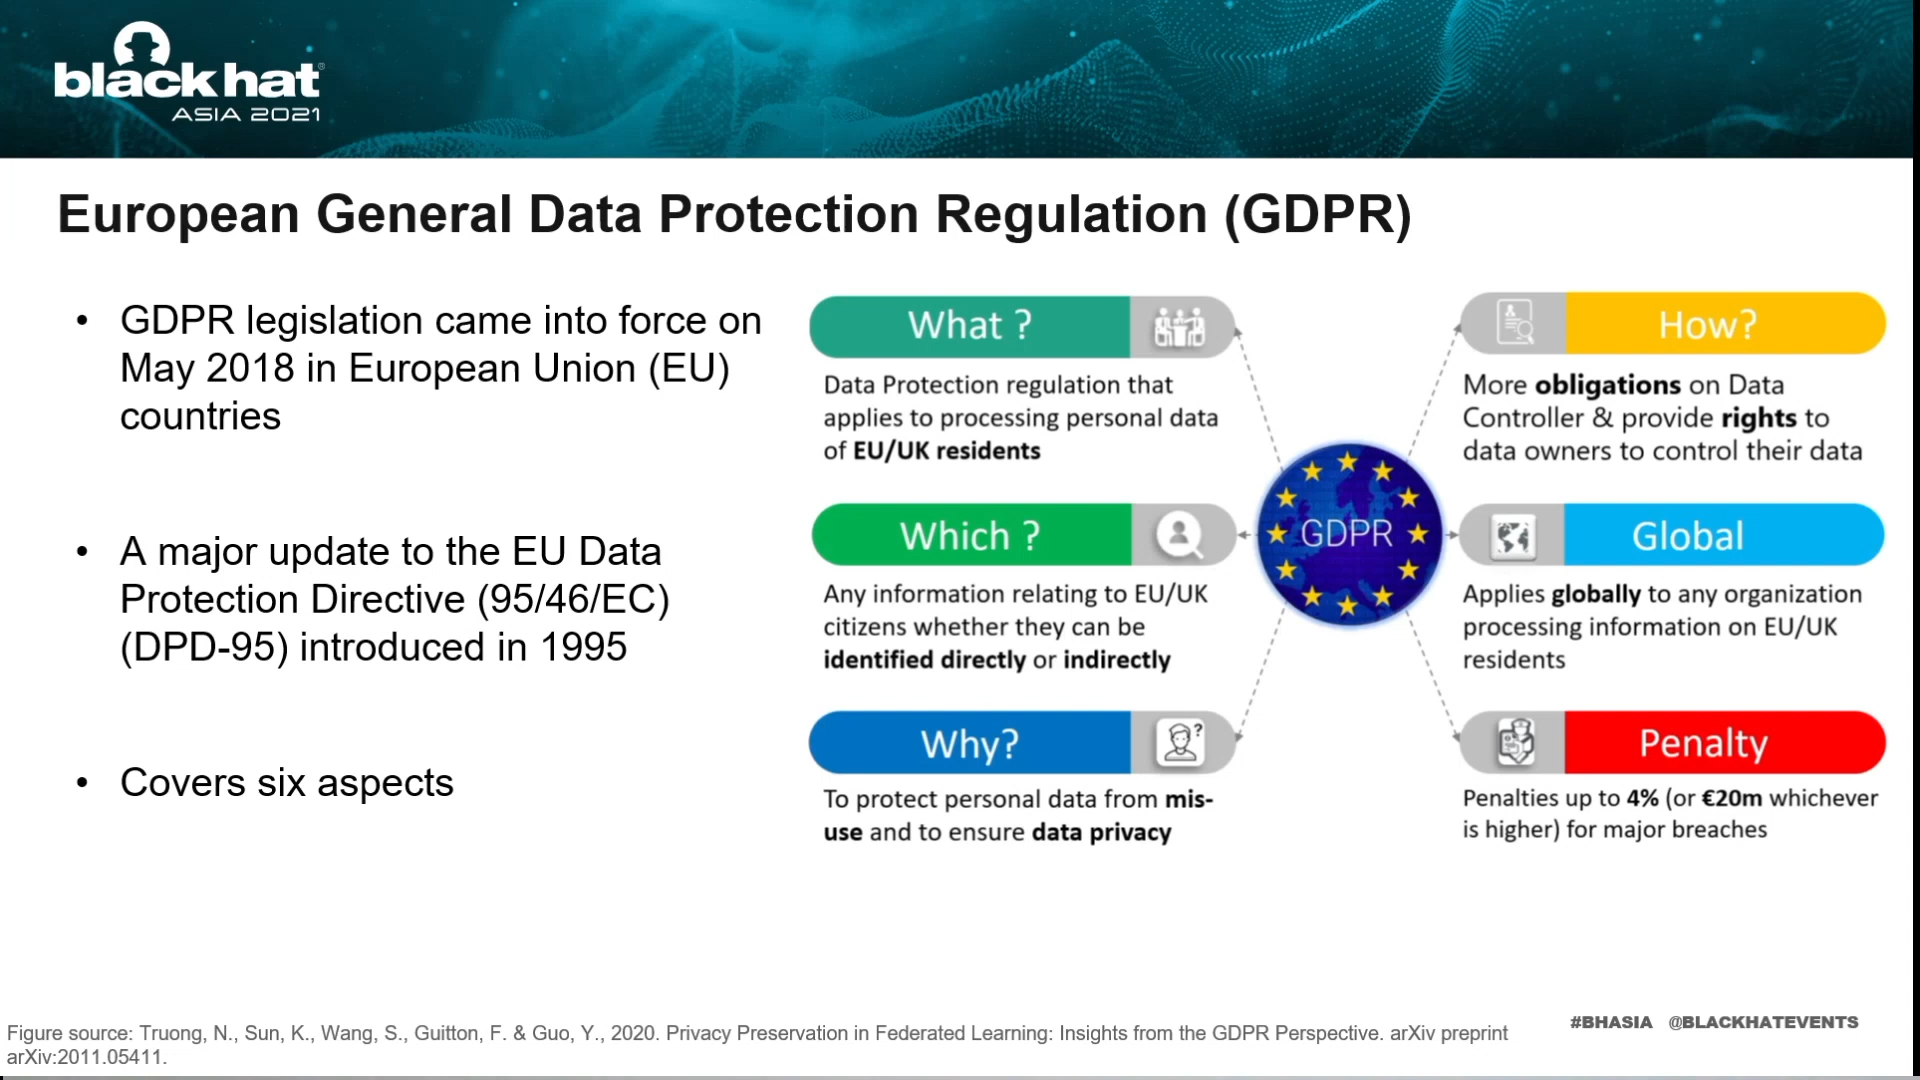 black hat®
ASIA 2021
European General Data Protection Regulation (GDPR)
• GDPR legislation came into force on
May 2018 in European Union (EU)
countries
• A major update to the EU Data
Protection Directive (95/46/EC)
(DPD-95) introduced in 1995
• Covers six aspects
What ?
Data Protection regulation that
applies to processing personal data
of EU/UK residents
Which ?
Any information relating to EU/UK
citizens whether they can be
identified directly or indirectly
Why?
To protect personal data from mis-
use and to ensure data privacy
GDPR
How?
More obligations on Data
Controller & provide rights to
data owners to control their data
Global
Applies globally to any organization
processing information on EU/UK
residents
Penalty
Penalties up to 4% (or €20m whichever
is higher) for major breaches
Figure source: Truong, N., Sun, K., Wang, S., Guitton, F. & Guo, Y., 2020. Privacy Preservation in Federated Learning: Insights from the GDPR Perspective. arXiv preprint
arXiv:2011.05411.
#BHASIA @BLACKHATEVENTS